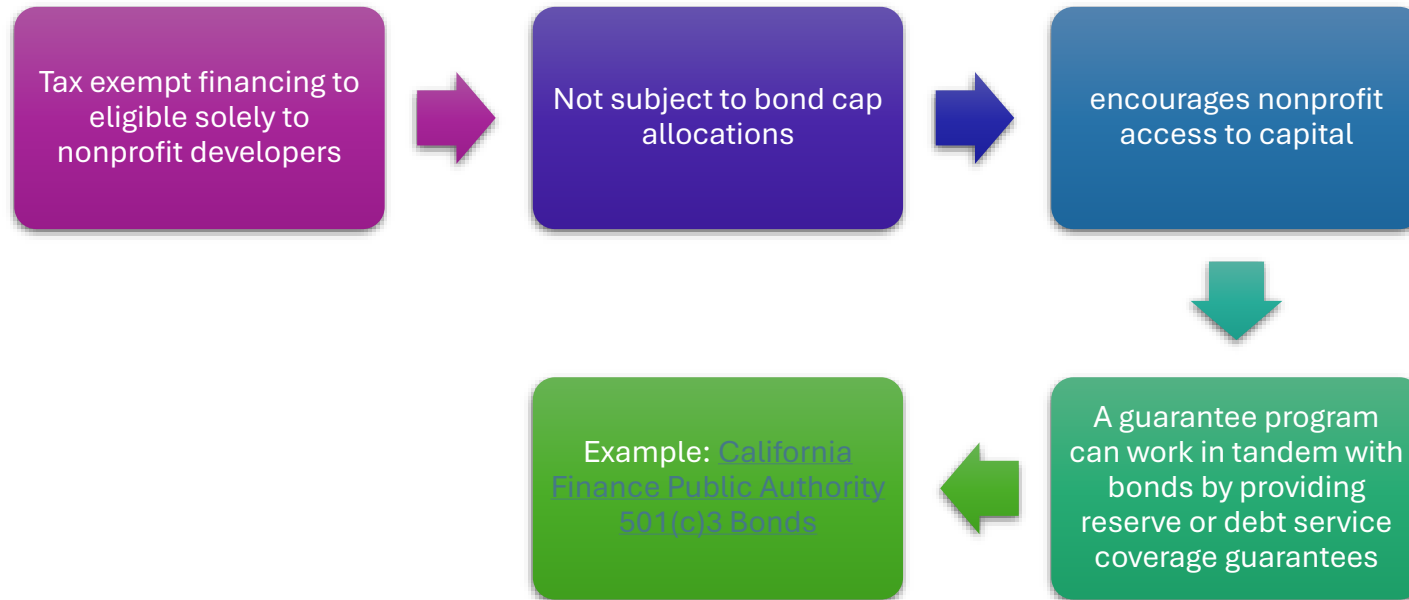 Tax exempt financing to
eligible solely to
nonprofit developers
Not subject to bond cap
allocations
encourages nonprofit
access to capital
A guarantee program
can work in tandem with
bonds by providing
reserve or debt service
coverage guarantees
Example: California
Finance Public Authority
501(c)3 Bonds